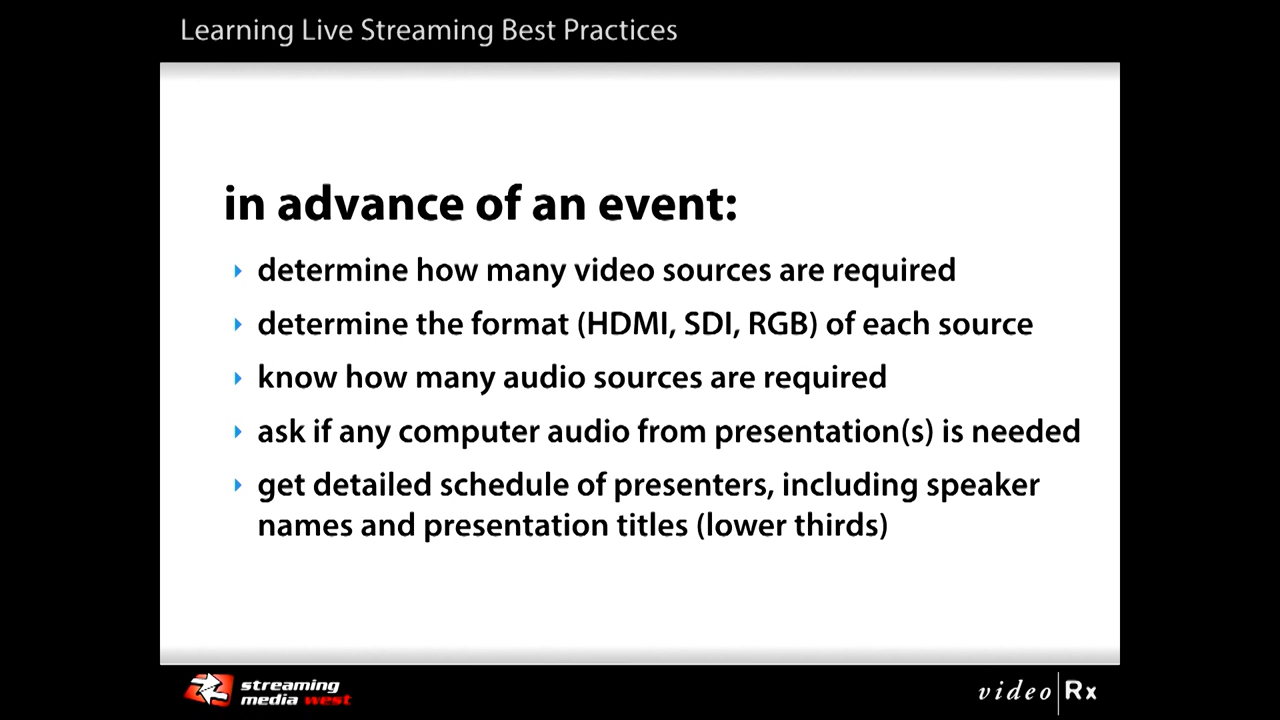 Learning Live Streaming Best Practices
in advance of an event:
determine how many video sources are required
determine the format (HDMI, SDI, RGB) of each source
know how many audio sources are required
ask if any computer audio from presentation(s) is needed
get detailed schedule of presenters, including speaker
names and presentation titles (lower thirds)
streaming
media west
video Rx